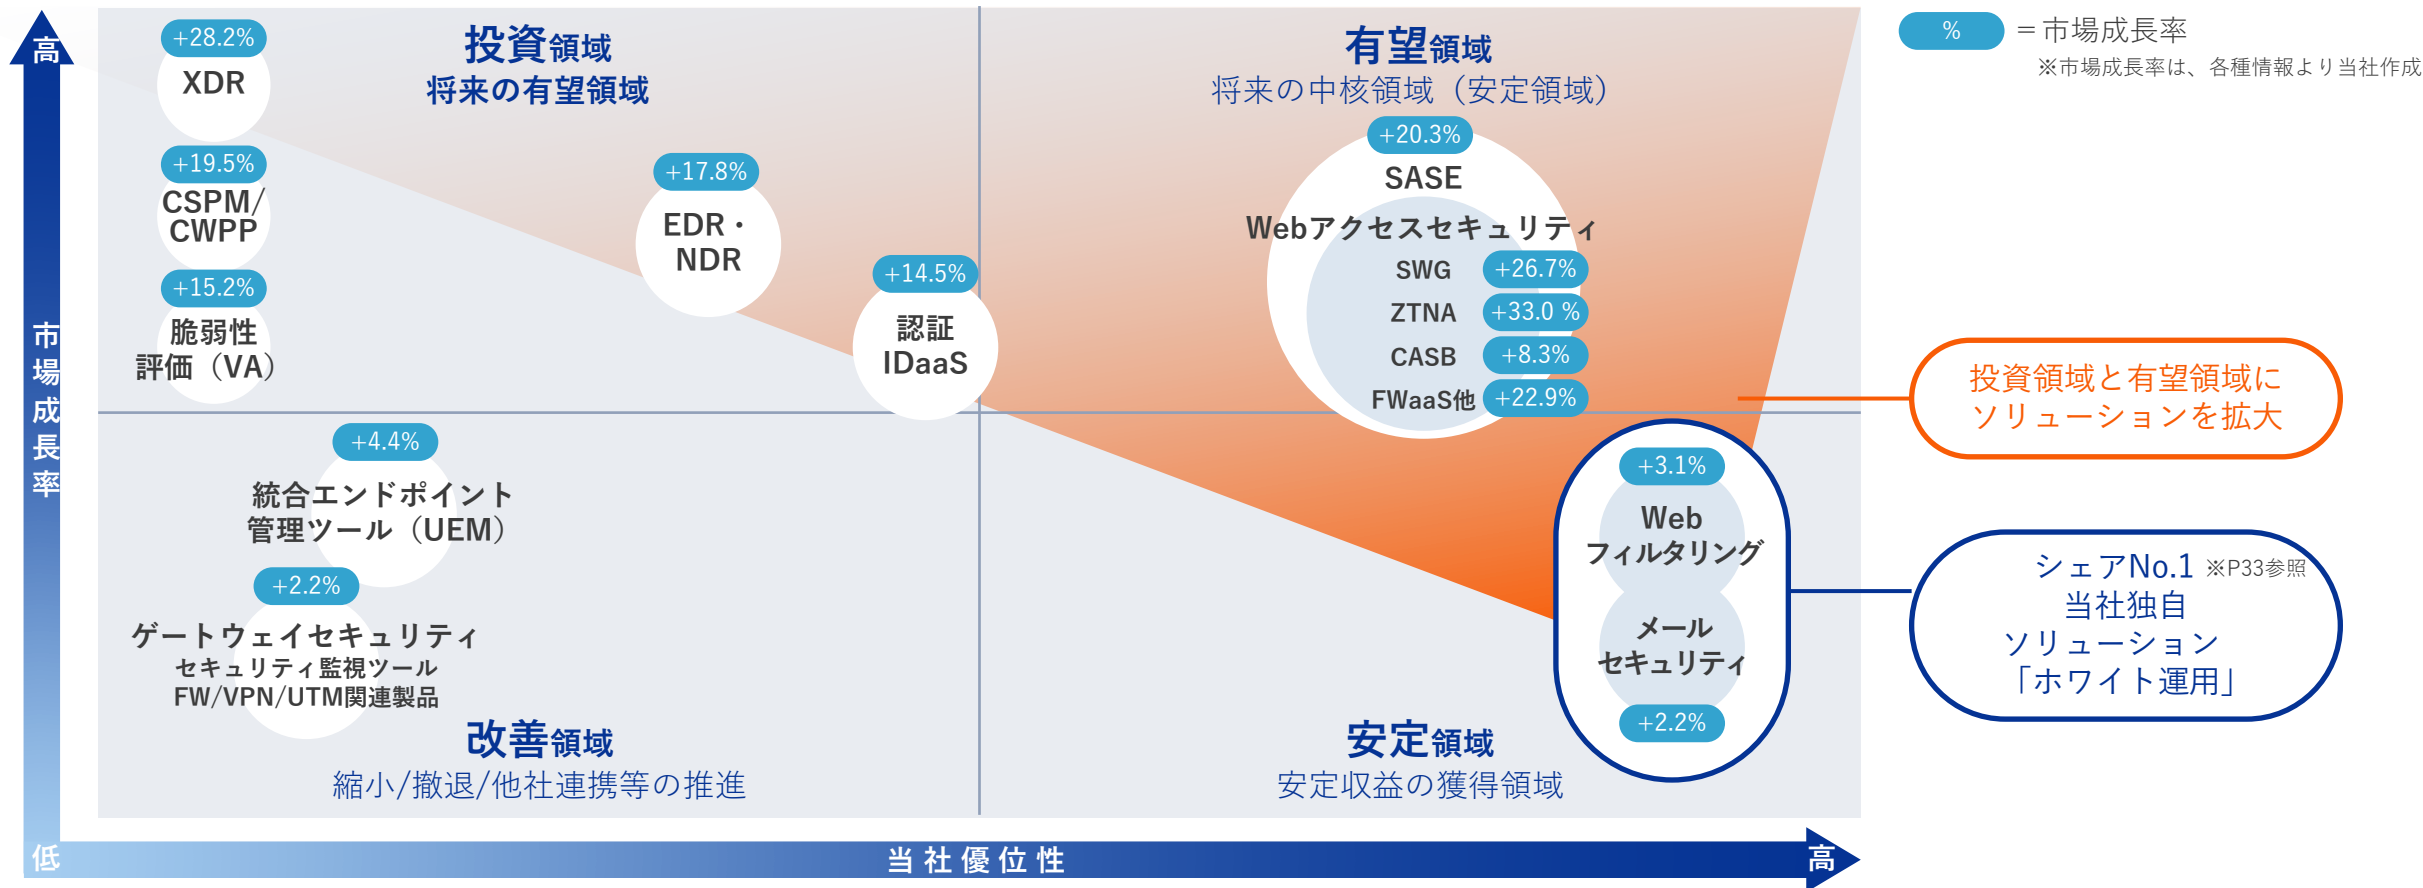 高
市場成長率
低
当社優位性
高
投資領域
将来の有望領域
+28.2%
XDR
+19.5%
CSPM/
CWPP
+15.2%
脆弱性
評価（VA）
+17.8%
EDR・
NDR
+14.5%
認証
IDaaS
有望領域
将来の中核領域（安定領域）
+20.3%
SASE
Webアクセスセキュリティ
SWG +26.7%
ZTNA +33.0 %
CASB +8.3%
FWaaS他 +22.9%
+4.4%
統合エンドポイント
管理ツール（UEM）
+2.2%
ゲートウェイセキュリティ
セキュリティ監視ツール
FW/VPN/UTM関連製品
改善領域
縮小/撤退/他社連携等の推進
+3.1%
Web
フィルタリング
メール
セキュリティ
+2.2%
安定領域
安定収益の獲得領域
% ＝市場成長率
※市場成長率は、各種情報より当社作成
投資領域と有望領域に
ソリューションを拡大
シェアNo.1 ※P33参照
当社独自
ソリューション
「ホワイト運用」